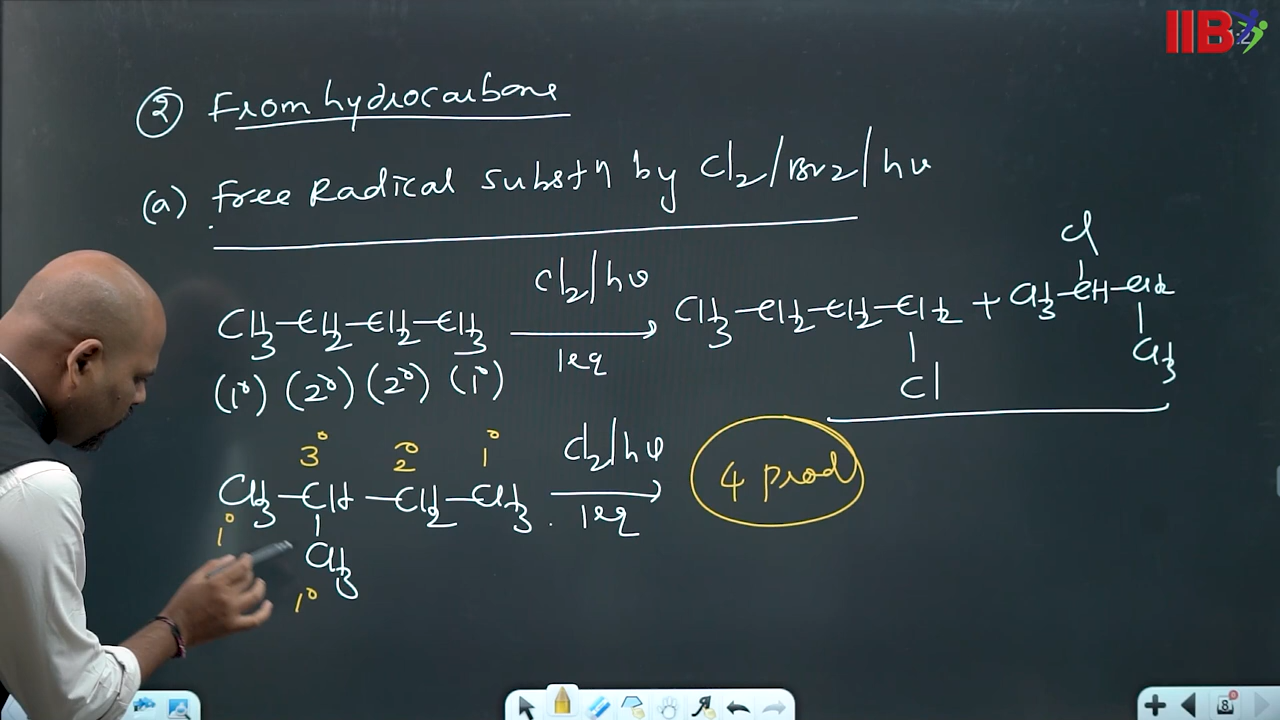 IIB
② From hydrocarbons
(a) Free Radical substn by Cl2/Br2/hν
CH3-CH2-CH2-CH3 Cl2/hν 1eq CH3-CH2-CH2-CH2 + CH3-CH-CH2
Cl
Cl
CH3
(1°) (2°) (2°) (1°)
3° 2° 1°
CH3-CH-CH2-CH3. Cl2/hν 1eq 4 prod
1°
CH3
1°
8